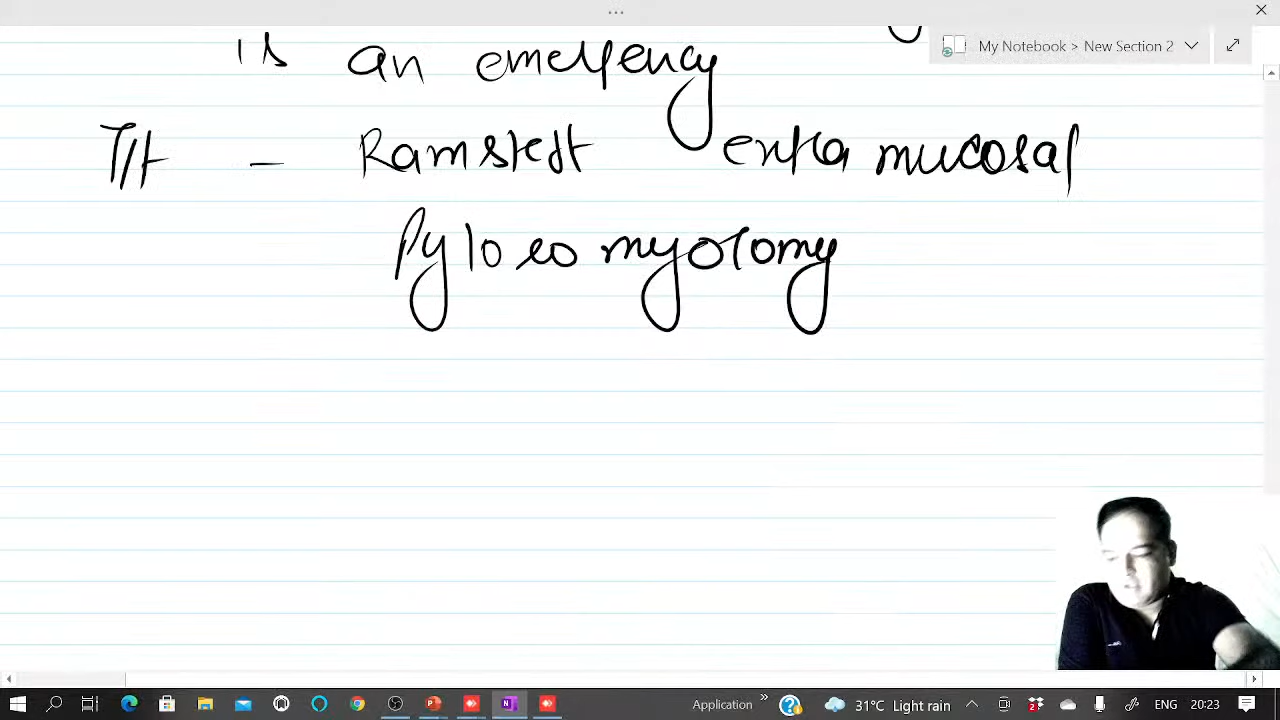 ...
My Notebook > New Section 2
is an emergency
T/t - Ramstedt extra mucosal
Pyloro myotomy
Application
31°C Light rain
ENG
20:23